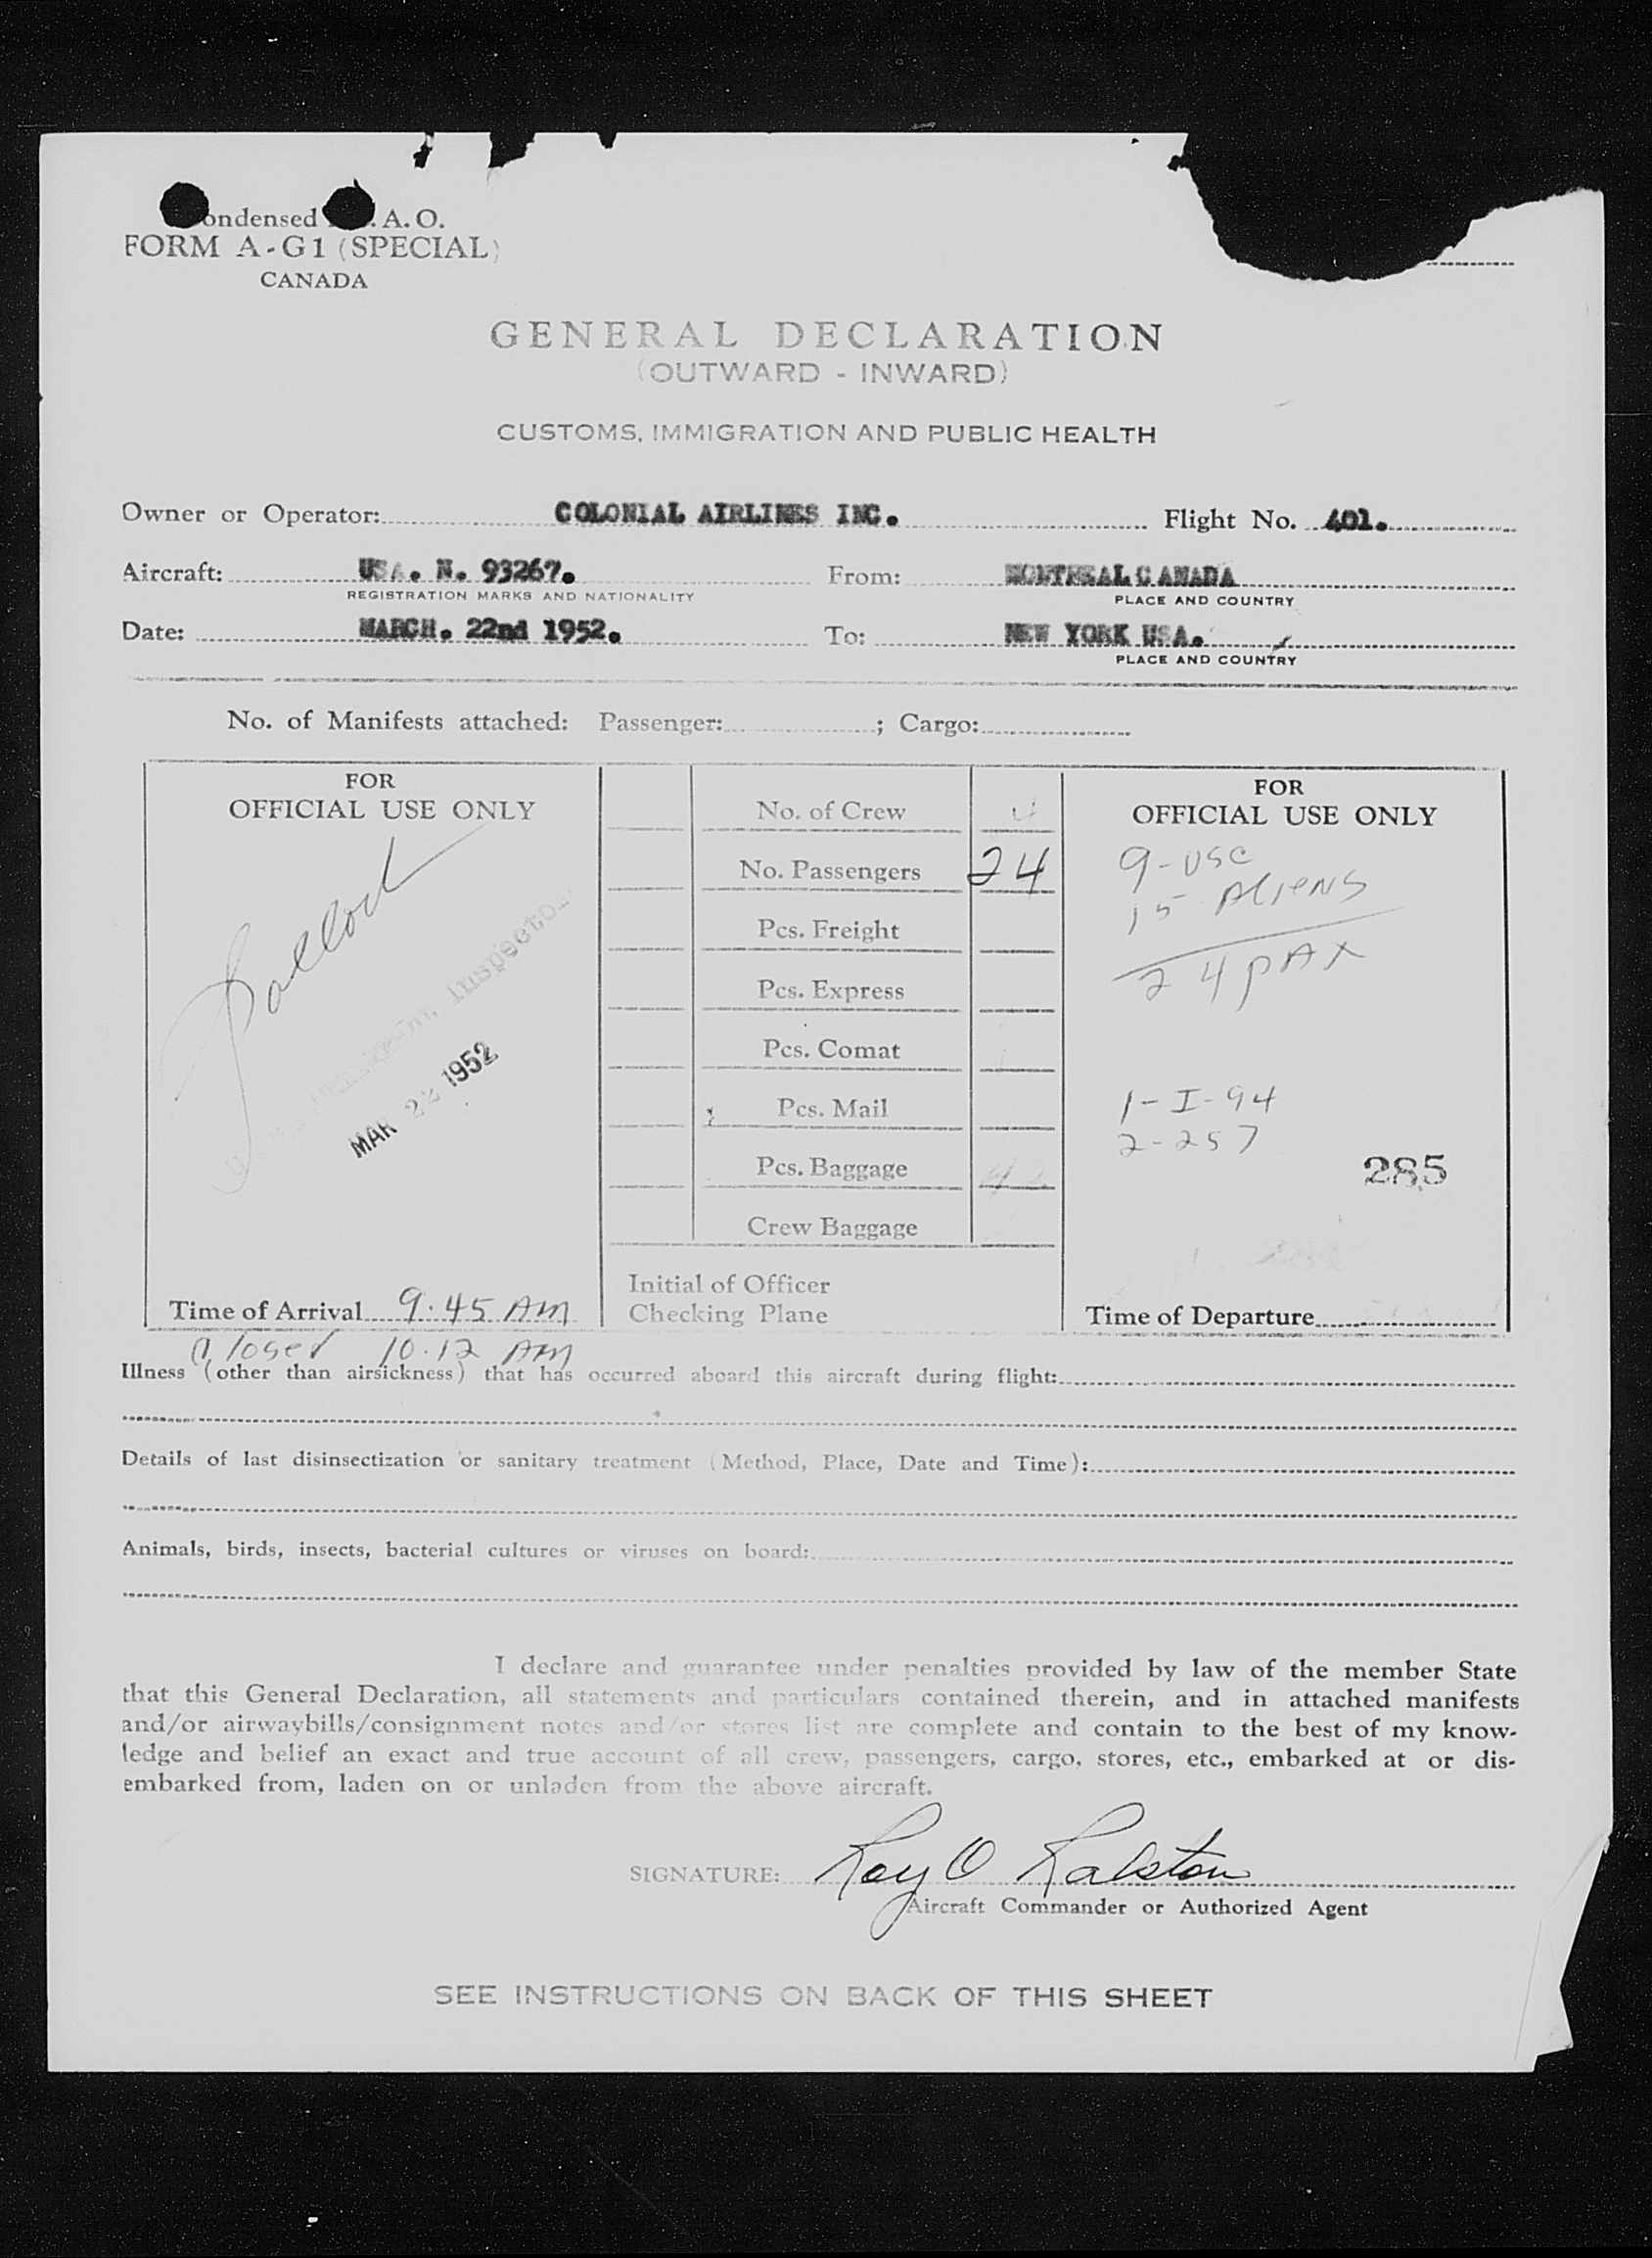 ondensed . A. O.
FORM A-G1 (SPECIAL)
CANADA
GENERAL DECLARATION
(OUTWARD - INWARD)
CUSTOMS, IMMIGRATION AND PUBLIC HEALTH
Owner or Operator: COLONIAL AIRLINES INC. Flight No. 401.
Aircraft: USA. N. 93267. From: MONTREAL CANADA
REGISTRATION MARKS AND NATIONALITY PLACE AND COUNTRY
Date: MARCH. 22nd 1952. To: NEW YORK USA.
PLACE AND COUNTRY
No. of Manifests attached: Passenger: ; Cargo:
FOR
OFFICIAL USE ONLY
Inspector
MAR 22 1952
Time of Arrival 9.45 AM
10.12 AM
No. of Crew 4
No. Passengers 24
Pcs. Freight
Pcs. Express
Pcs. Comat
Pcs. Mail
Pcs. Baggage
Crew Baggage
Initial of Officer
Checking Plane
FOR
OFFICIAL USE ONLY
9-USC
15 ALIENS
24 PAX
1-I-94
2-257
285
Time of Departure
Illness (other than airsickness) that has occurred aboard this aircraft during flight:
Details of last disinsectization or sanitary treatment (Method, Place, Date and Time):
Animals, birds, insects, bacterial cultures or viruses on board:
I declare and guarantee under penalties provided by law of the member State
that this General Declaration, all statements and particulars contained therein, and in attached manifests
and/or airwaybills/consignment notes and/or stores list are complete and contain to the best of my know-
ledge and belief an exact and true account of all crew, passengers, cargo, stores, etc., embarked at or dis-
embarked from, laden on or unladen from the above aircraft.
SIGNATURE: Roy O Ralston
Aircraft Commander or Authorized Agent
SEE INSTRUCTIONS ON BACK OF THIS SHEET